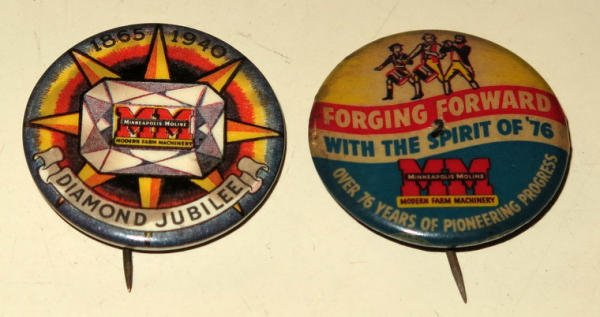 1865 1940
MM
MINNEAPOLIS MOLINE
MODERN FARM MACHINERY
DIAMOND JUBILEE
FORGING FORWARD
WITH THE SPIRIT OF '76
MM
MINNEAPOLIS MOLINE
MODERN FARM MACHINERY
OVER 76 YEARS OF PIONEERING PROGRESS